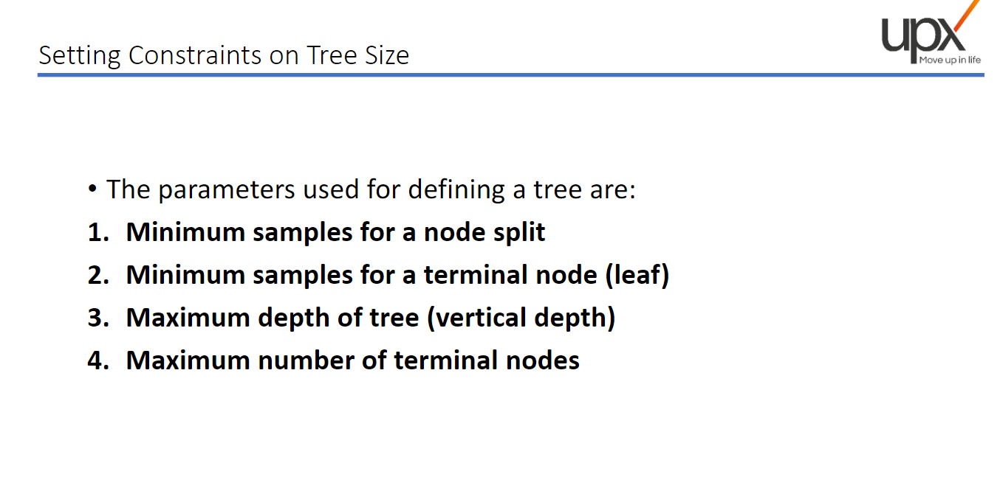 Setting Constraints on Tree Size
upx
Move up in life
• The parameters used for defining a tree are:
1. Minimum samples for a node split
2. Minimum samples for a terminal node (leaf)
3. Maximum depth of tree (vertical depth)
4. Maximum number of terminal nodes